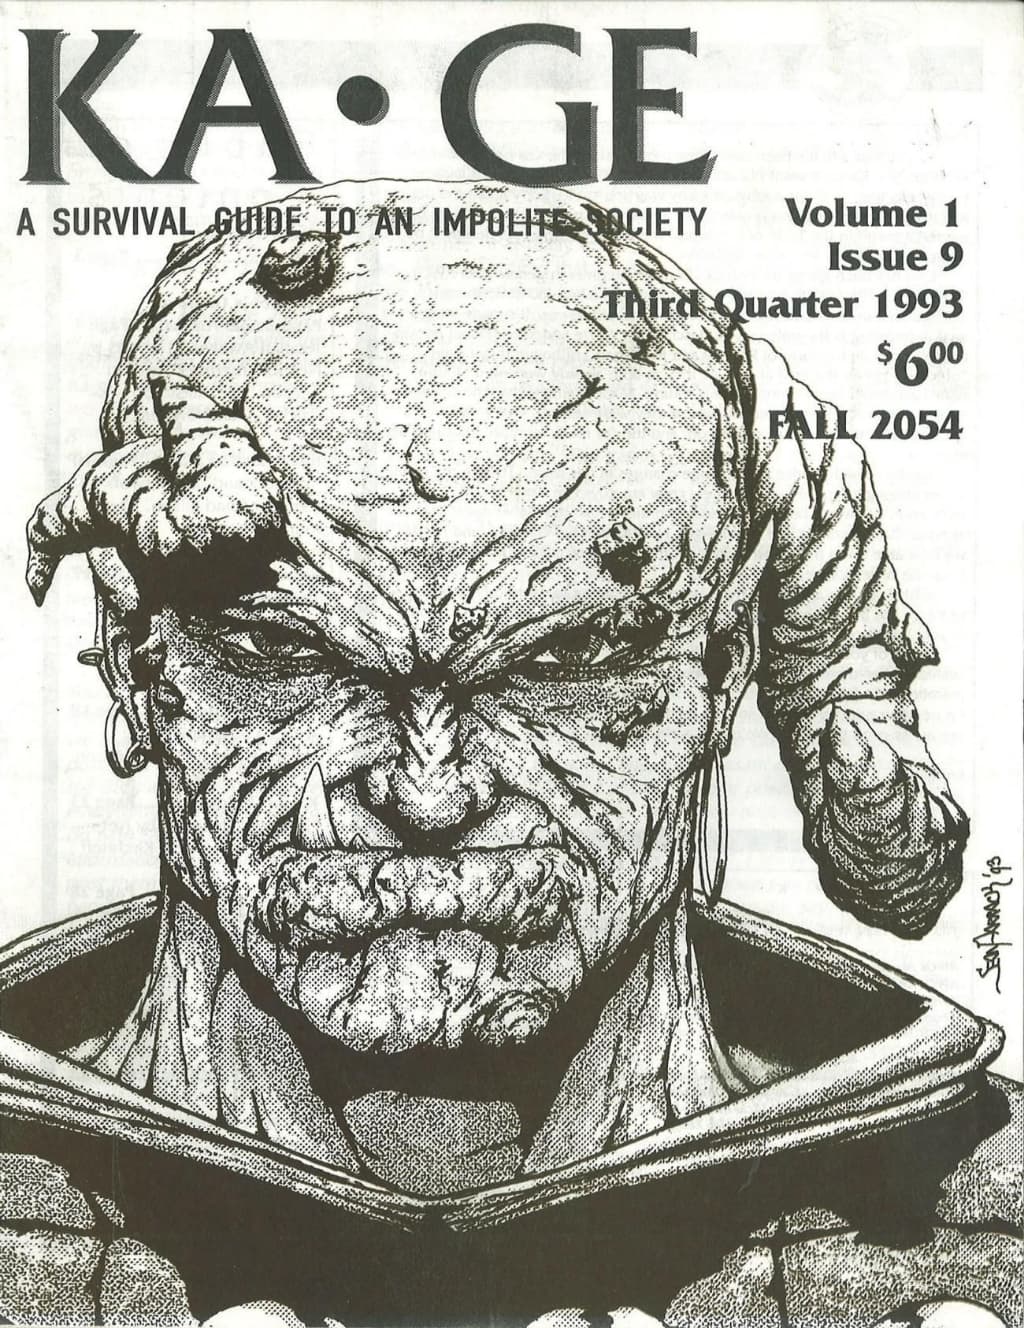 KA•GE
A SURVIVAL GUIDE TO AN IMPOLITE SOCIETY
Volume 1
Issue 9
Third Quarter 1993
$6.00
FALL 2054